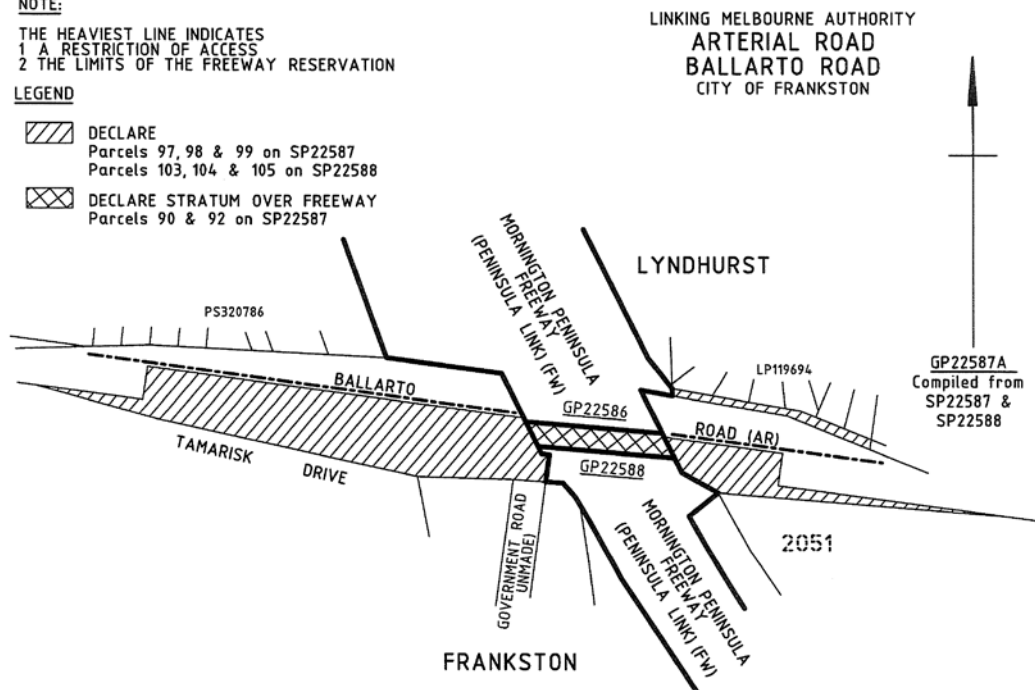 NOTE:
THE HEAVIEST LINE INDICATES
1 A RESTRICTION OF ACCESS
2 THE LIMITS OF THE FREEWAY RESERVATION
LEGEND
DECLARE
Parcels 97, 98 & 99 on SP22587
Parcels 103, 104 & 105 on SP22588
DECLARE STRATUM OVER FREEWAY
Parcels 90 & 92 on SP22587
LINKING MELBOURNE AUTHORITY
ARTERIAL ROAD
BALLARTO ROAD
CITY OF FRANKSTON
MORNINGTON PENINSULA
FREEWAY
(PENINSULA LINK) (FW)
LYNDHURST
PS320786
LP119694
GP22587A
Compiled from
SP22587 &
SP22588
BALLARTO
GP22586
ROAD (AR)
GP22588
TAMARISK DRIVE
GOVERNMENT ROAD
UNMADE)
MORNINGTON PENINSULA
FREEWAY
(PENINSULA LINK) (FW)
2051
FRANKSTON